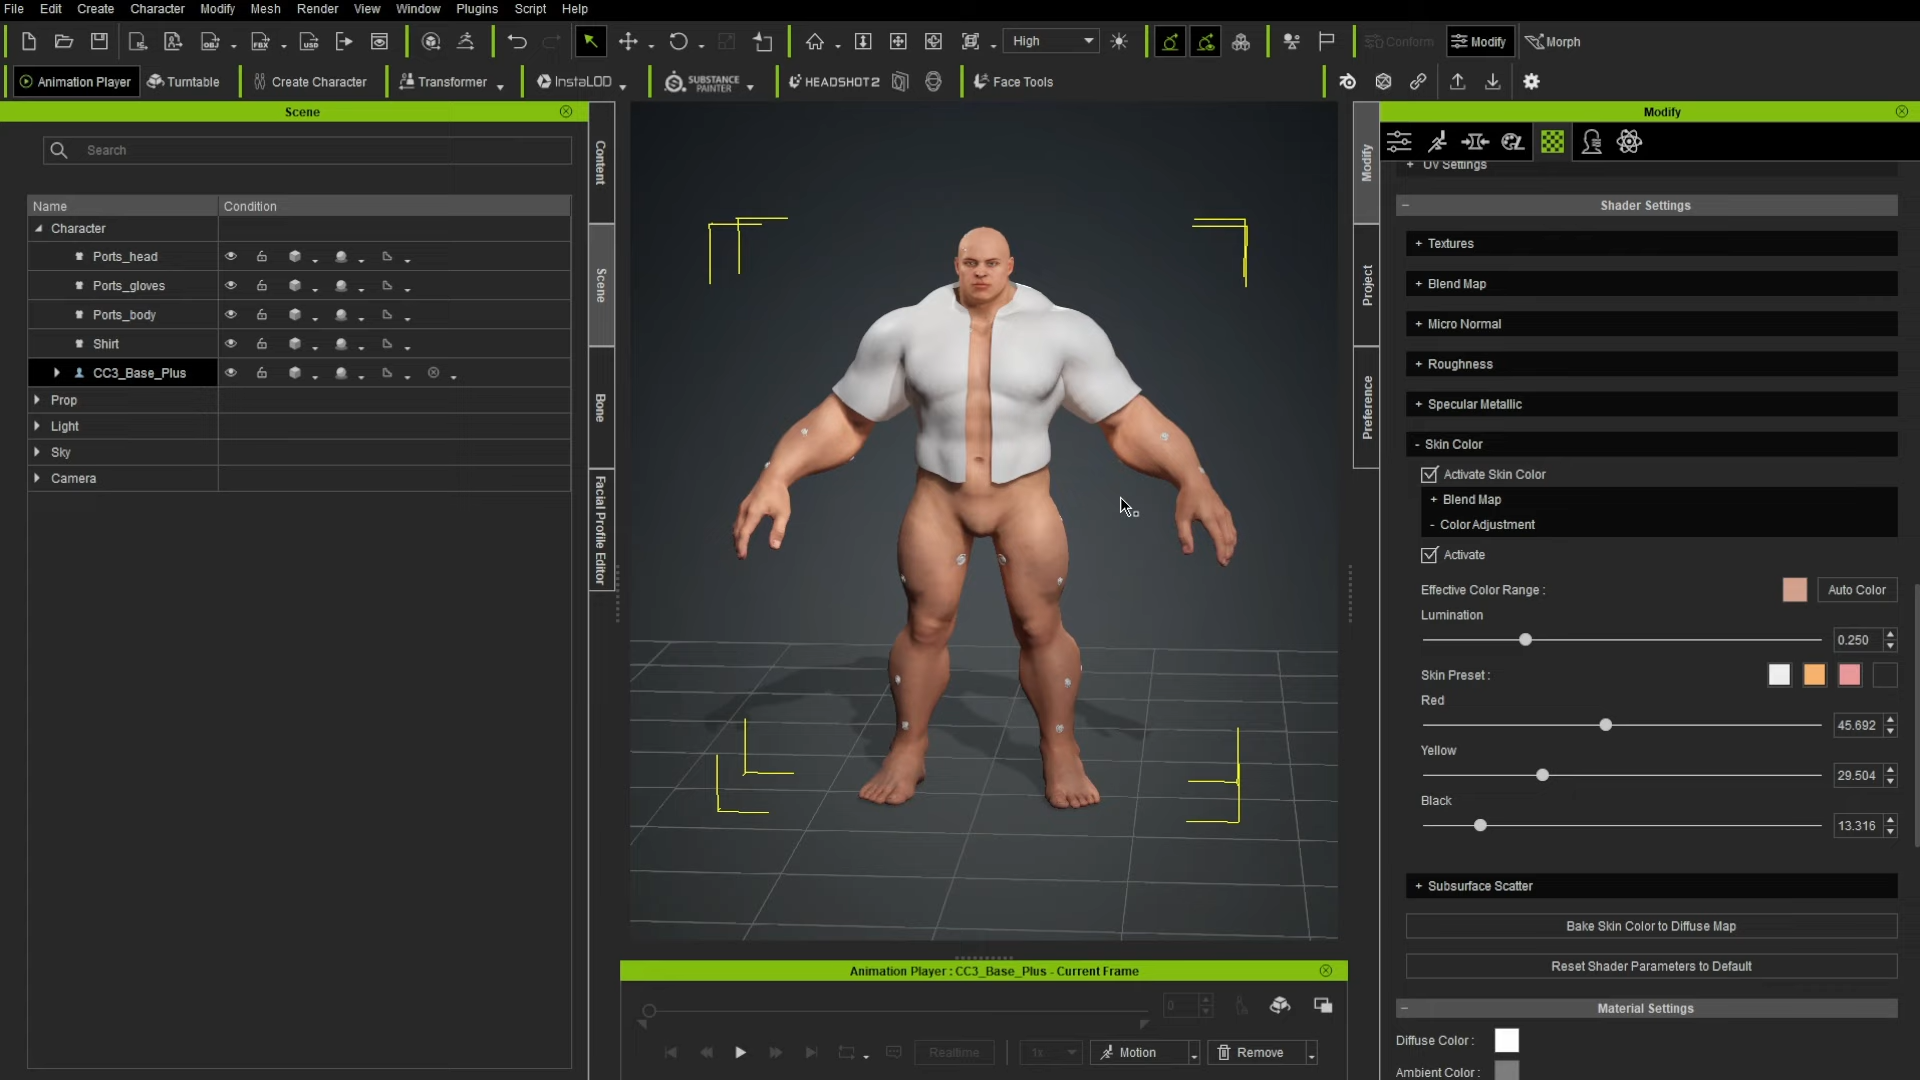 File Edit Create Character Modify Mesh Render View Window Plugins Script Help
High
Conform Modify Morph
Animation Player Turntable Create Character Transformer InstaLOD SUBSTANCE PAINTER HEADSHOT 2 Face Tools
Scene
Search
Name Condition
Character
Ports_head
Ports_gloves
Ports_body
Shirt
CC3_Base_Plus
Prop
Light
Sky
Camera
Content
Scene
Bone
Facial Profile Editor
Modify
Project
Preference
Modify
+ UV Settings
- Shader Settings
+ Textures
+ Blend Map
+ Micro Normal
+ Roughness
+ Specular Metallic
- Skin Color
Activate Skin Color
+ Blend Map
- Color Adjustment
Activate
Effective Color Range : Auto Color
Lumination
0.250
Skin Preset :
Red
45.692
Yellow
29.504
Black
13.316
+ Subsurface Scatter
Bake Skin Color to Diffuse Map
Reset Shader Parameters to Default
- Material Settings
Diffuse Color :
Ambient Color :
Animation Player : CC3_Base_Plus - Current Frame
0
Realtime 1x Motion Remove